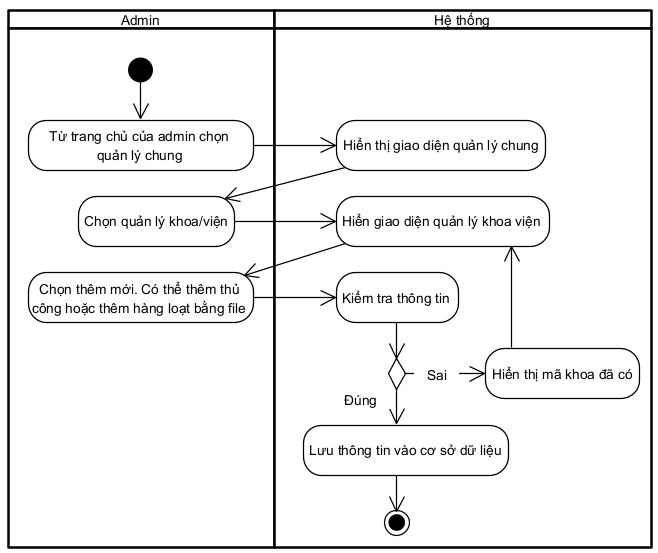 Admin
Hệ thống
Từ trang chủ của admin chọn
quản lý chung
Hiển thị giao diện quản lý chung
Chọn quản lý khoa/viện
Hiển giao diện quản lý khoa viện
Chọn thêm mới. Có thể thêm thủ
công hoặc thêm hàng loạt bằng file
Kiểm tra thông tin
Sai
Hiển thị mã khoa đã có
Đúng
Lưu thông tin vào cơ sở dữ liệu